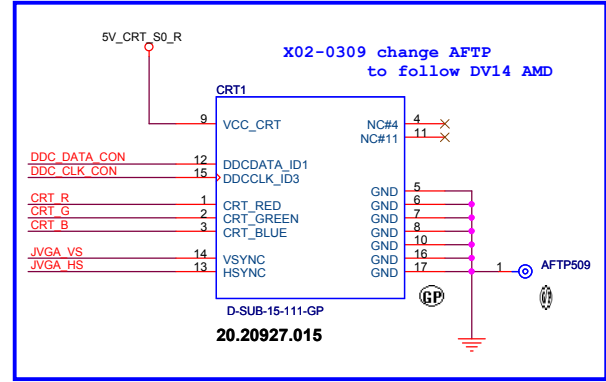 5V_CRT_S0_R
X02-0309 change AFTP
to follow DV14 AMD
CRT1
9 VCC_CRT NC#4 4
NC#11 11
DDC_DATA_CON 12 DDCDATA_ID1
DDC_CLK_CON 15 DDCCLK_ID3
GND 5
CRT_R 1 CRT_RED GND 6
CRT_G 2 CRT_GREEN GND 7
CRT_B 3 CRT_BLUE GND 8
GND 10
JVGA_VS 14 VSYNC GND 16
JVGA_HS 13 HSYNC GND 17 1 AFTP509
D-SUB-15-111-GP GP
20.20927.015